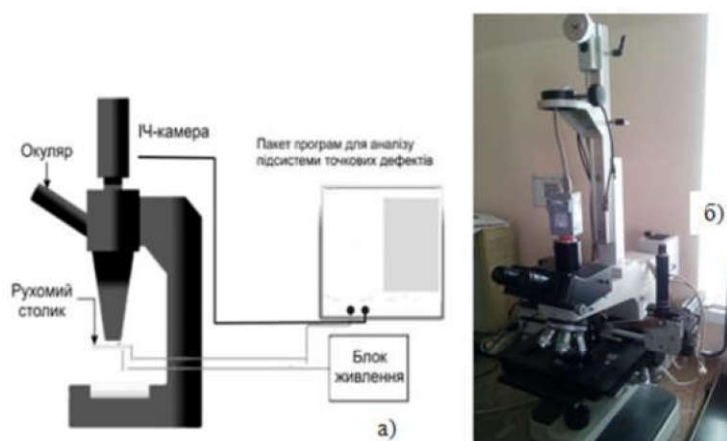 ІЧ-камера
Окуляр
Пакет програм для аналізу
підсистеми точкових дефектів
Рухомий
столик
Блок
живлення
а)
б)